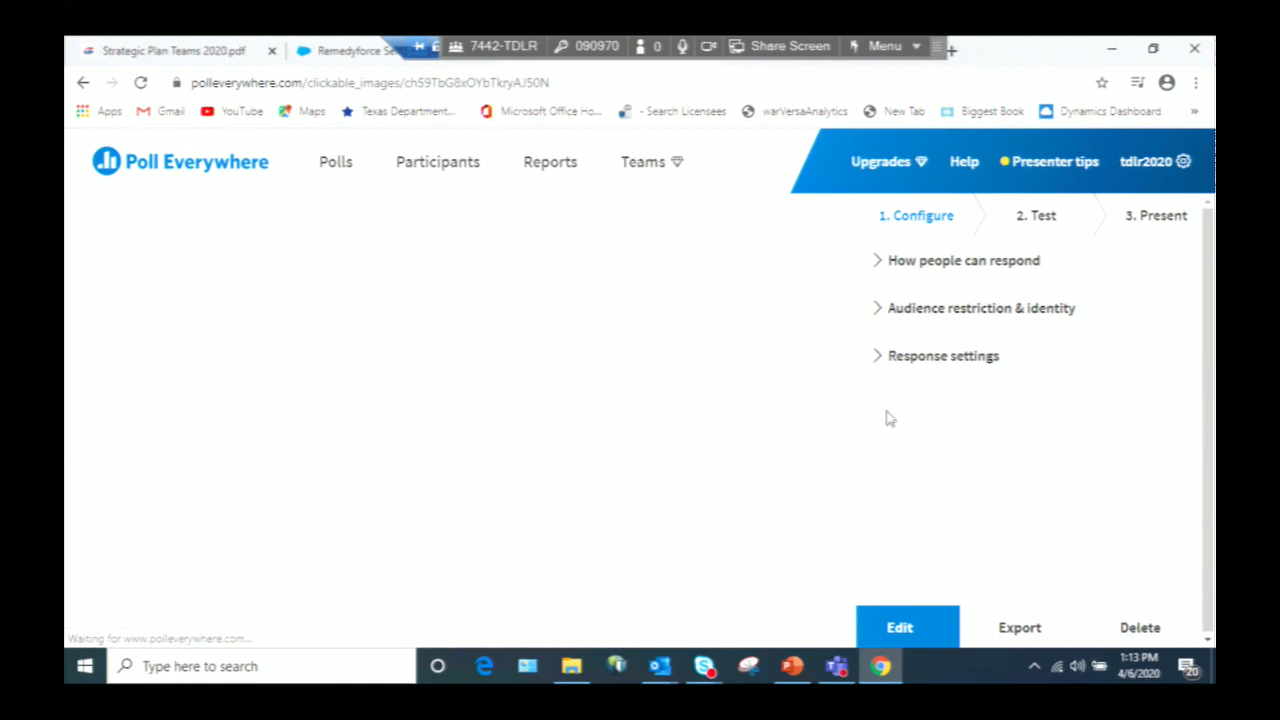 Strategic Plan Teams 2020.pdf
Remedyforce Se
7442-TDLR
090970
0
Share Screen
Menu
polleverywhere.com/clickable_images/ch59TbG8xOYbTkryAJ50N
Apps
Gmail
YouTube
Maps
Texas Department...
Microsoft Office Ho...
- Search Licensees
warVersaAnalytics
New Tab
Biggest Book
Dynamics Dashboard
»
Poll Everywhere
Polls
Participants
Reports
Teams
Upgrades
Help
Presenter tips
tdlr2020
1. Configure
2. Test
3. Present
How people can respond
Audience restriction & identity
Response settings
Edit
Export
Delete
Waiting for www.polleverywhere.com...
Type here to search
1:13 PM
4/6/2020
20